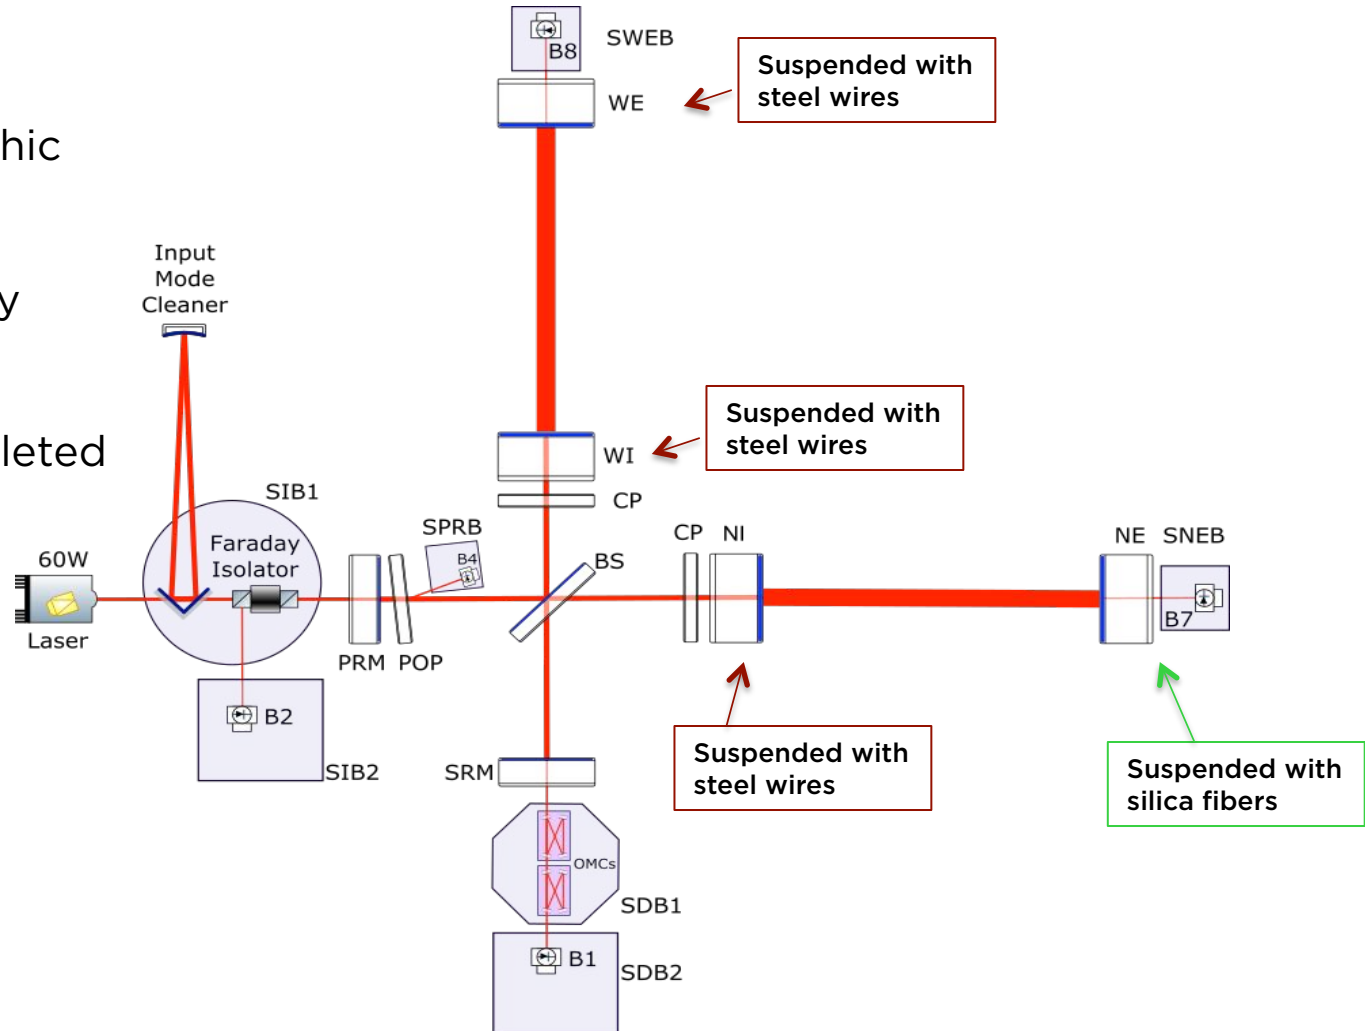 SWEB
B8
Suspended with
steel wires
WE
hic
Input
Mode
Cleaner
y
Suspended with
steel wires
WI
leted
CP
SIB1
SPRB
B4
CP NI
NE SNEB
60W
Faraday
Isolator
BS
B7
Laser
PRM POP
B2
SIB2
SRM
Suspended with
steel wires
Suspended with
silica fibers
OMCs
SDB1
B1
SDB2